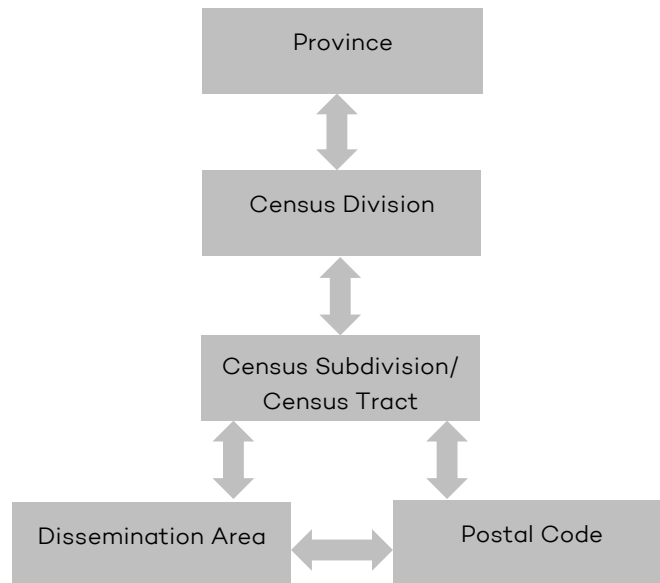 Province
Census Division
Census Subdivision/
Census Tract
Dissemination Area
Postal Code